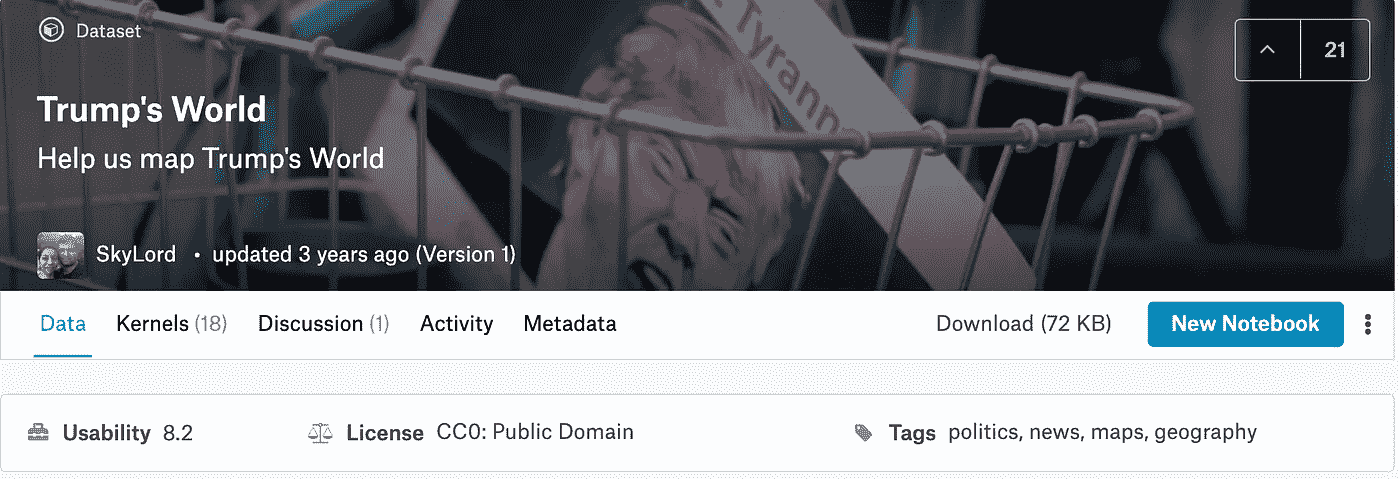 Dataset
21
Tyrann
Trump's World
Help us map Trump's World
SkyLord • updated 3 years ago (Version 1)
Data Kernels (18) Discussion (1) Activity Metadata Download (72 KB) New Notebook
Usability 8.2 License CC0: Public Domain Tags politics, news, maps, geography